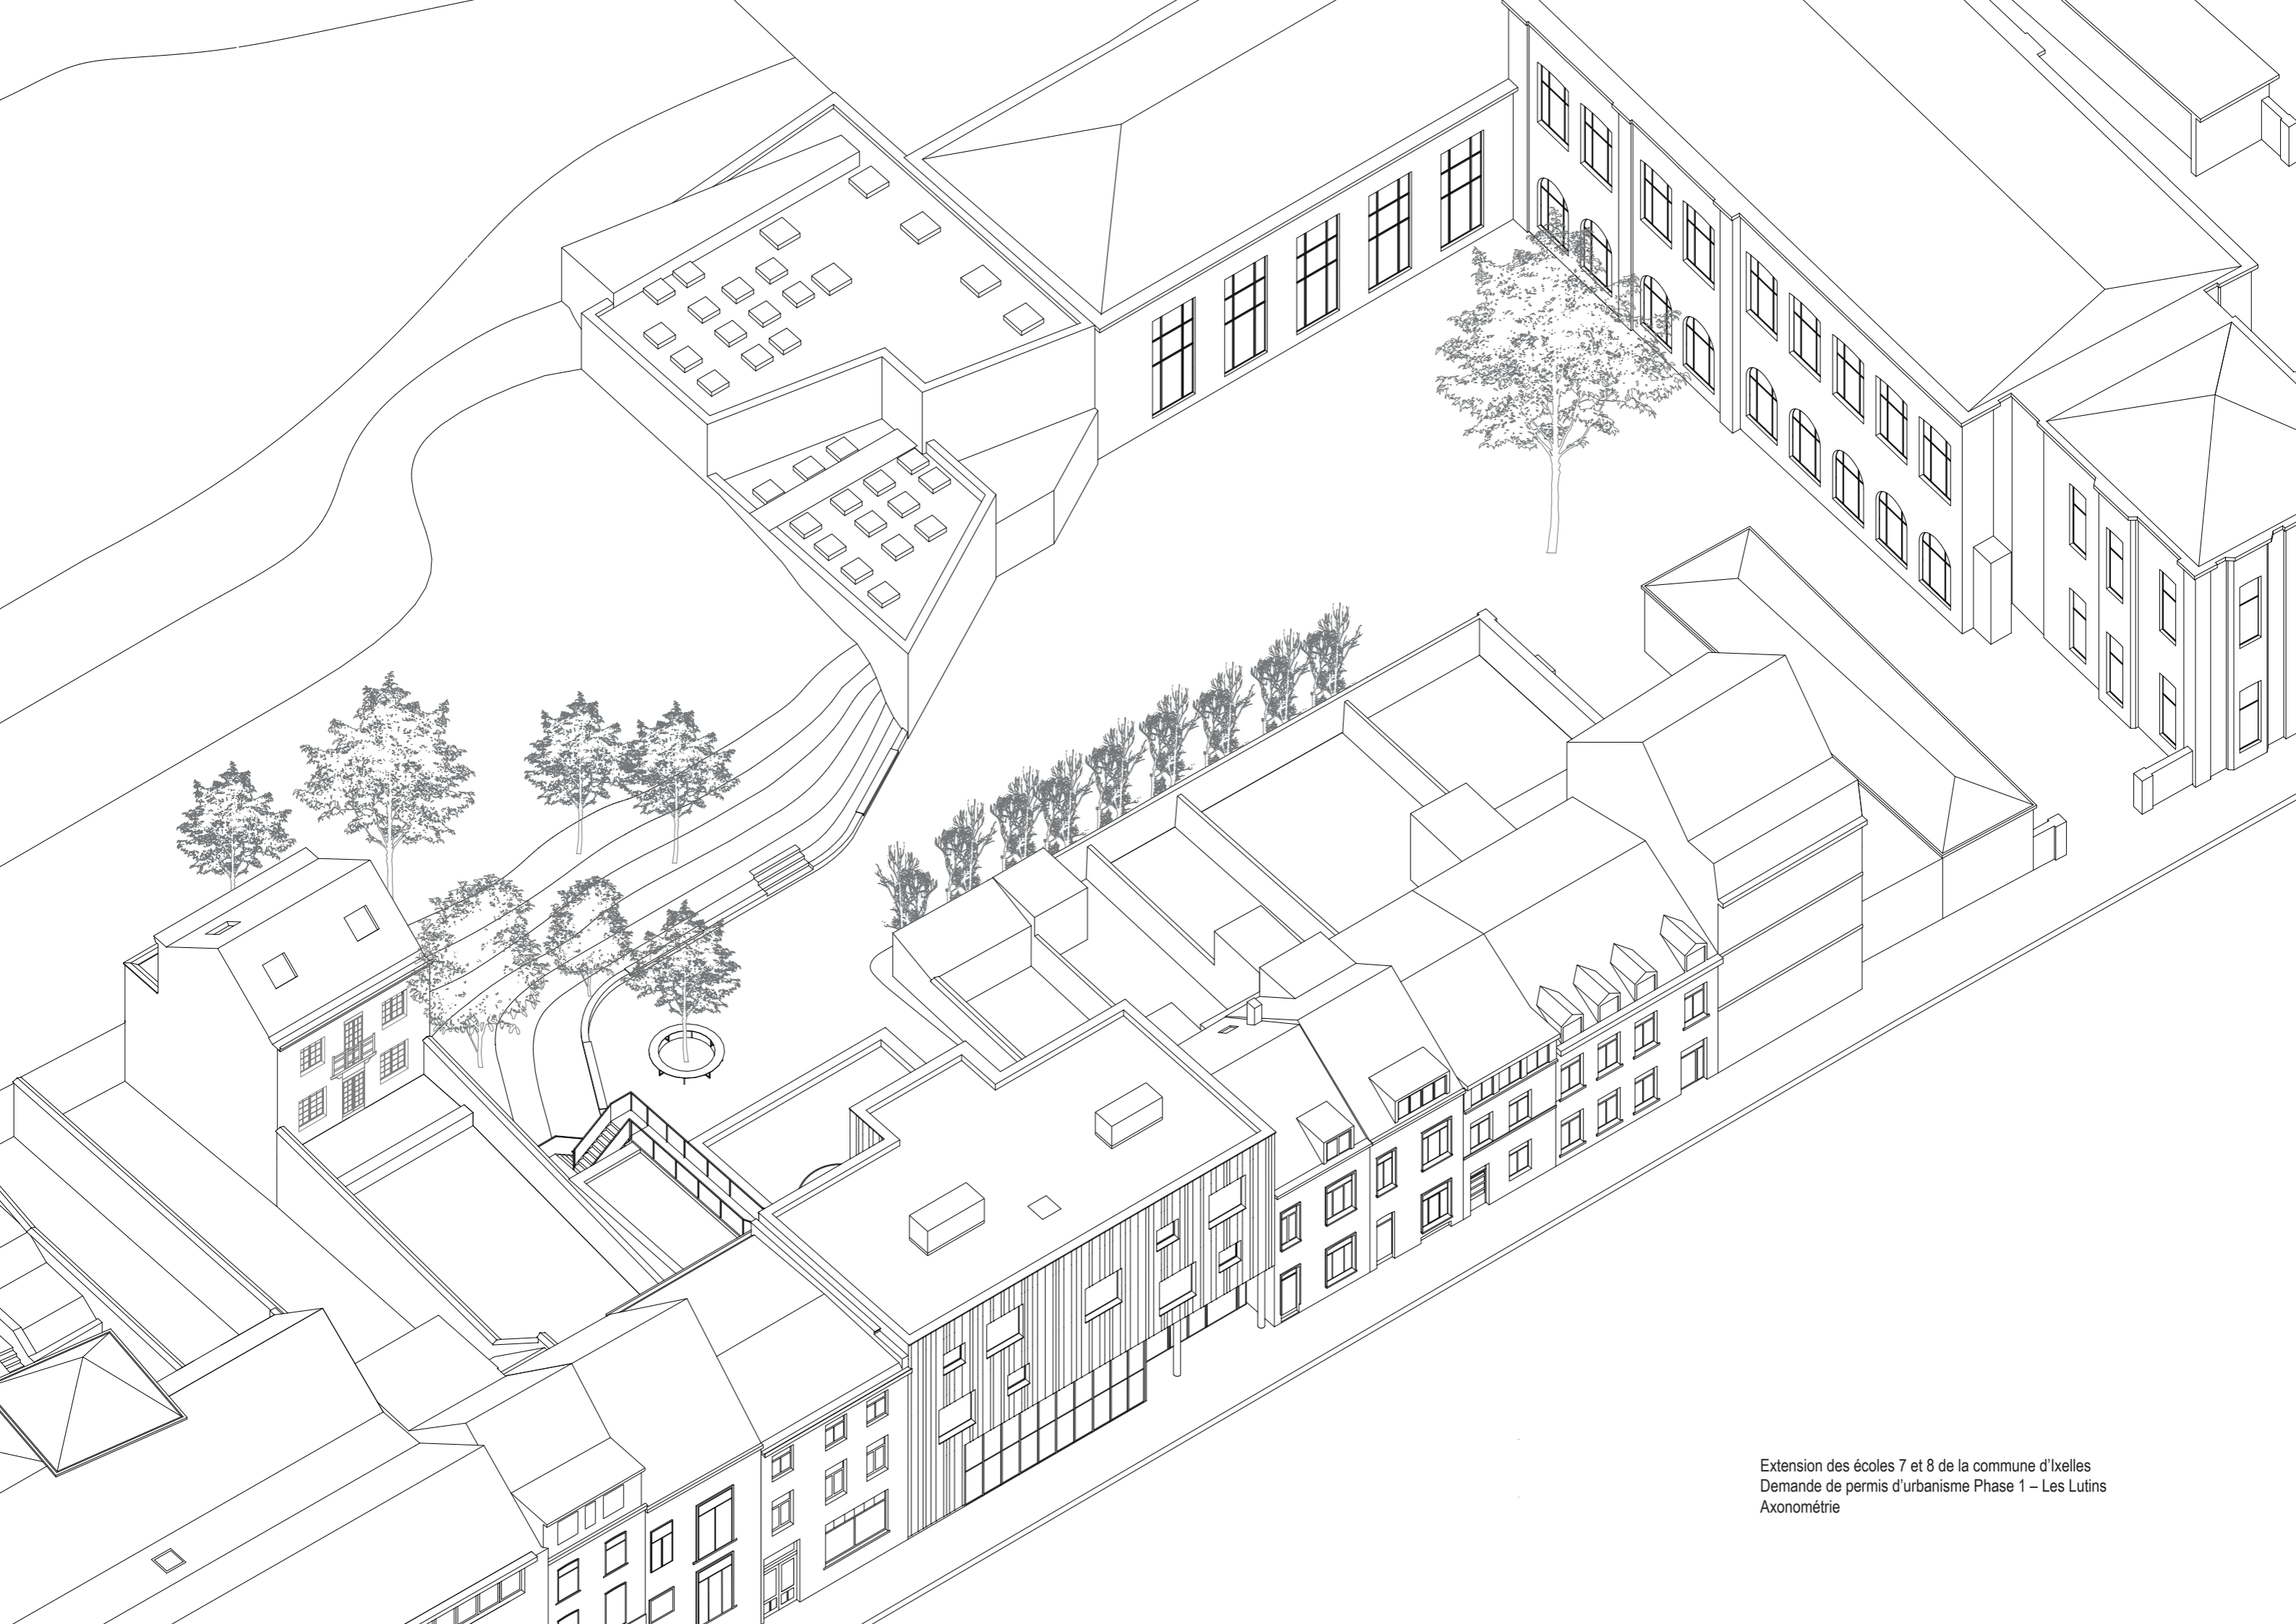 Extension des écoles 7 et 8 de la commune d'Ixelles
Demande de permis d'urbanisme Phase 1 – Les Lutins
Axonométrie